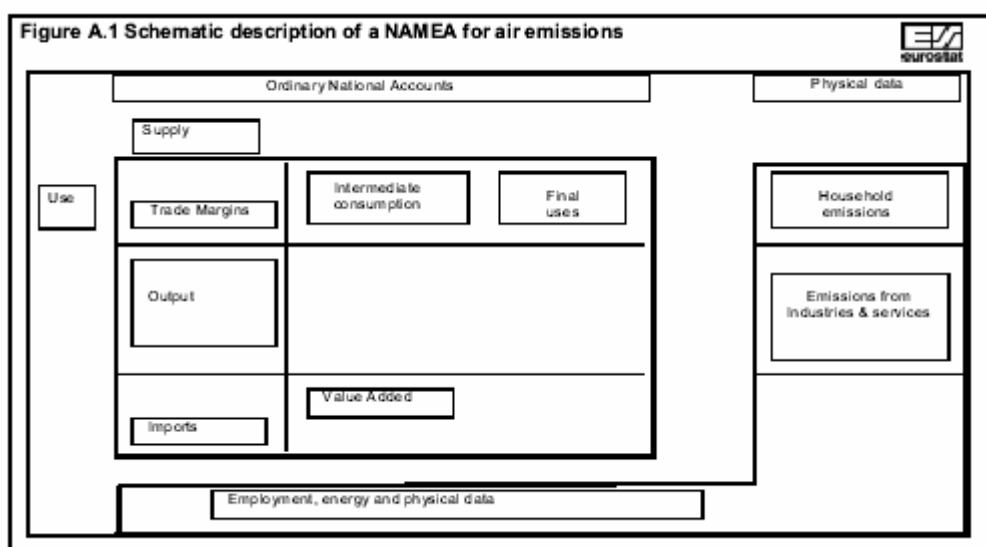 Figure A.1 Schematic description of a NAMEA for air emissions
eurostat
Ordinary National Accounts
Physical data
Supply
Use
Trade Margins
Intermediate
consumption
Final
uses
Household
emissions
Output
Emissions from
Industries & services
Value Added
Imports
Employment, energy and physical data